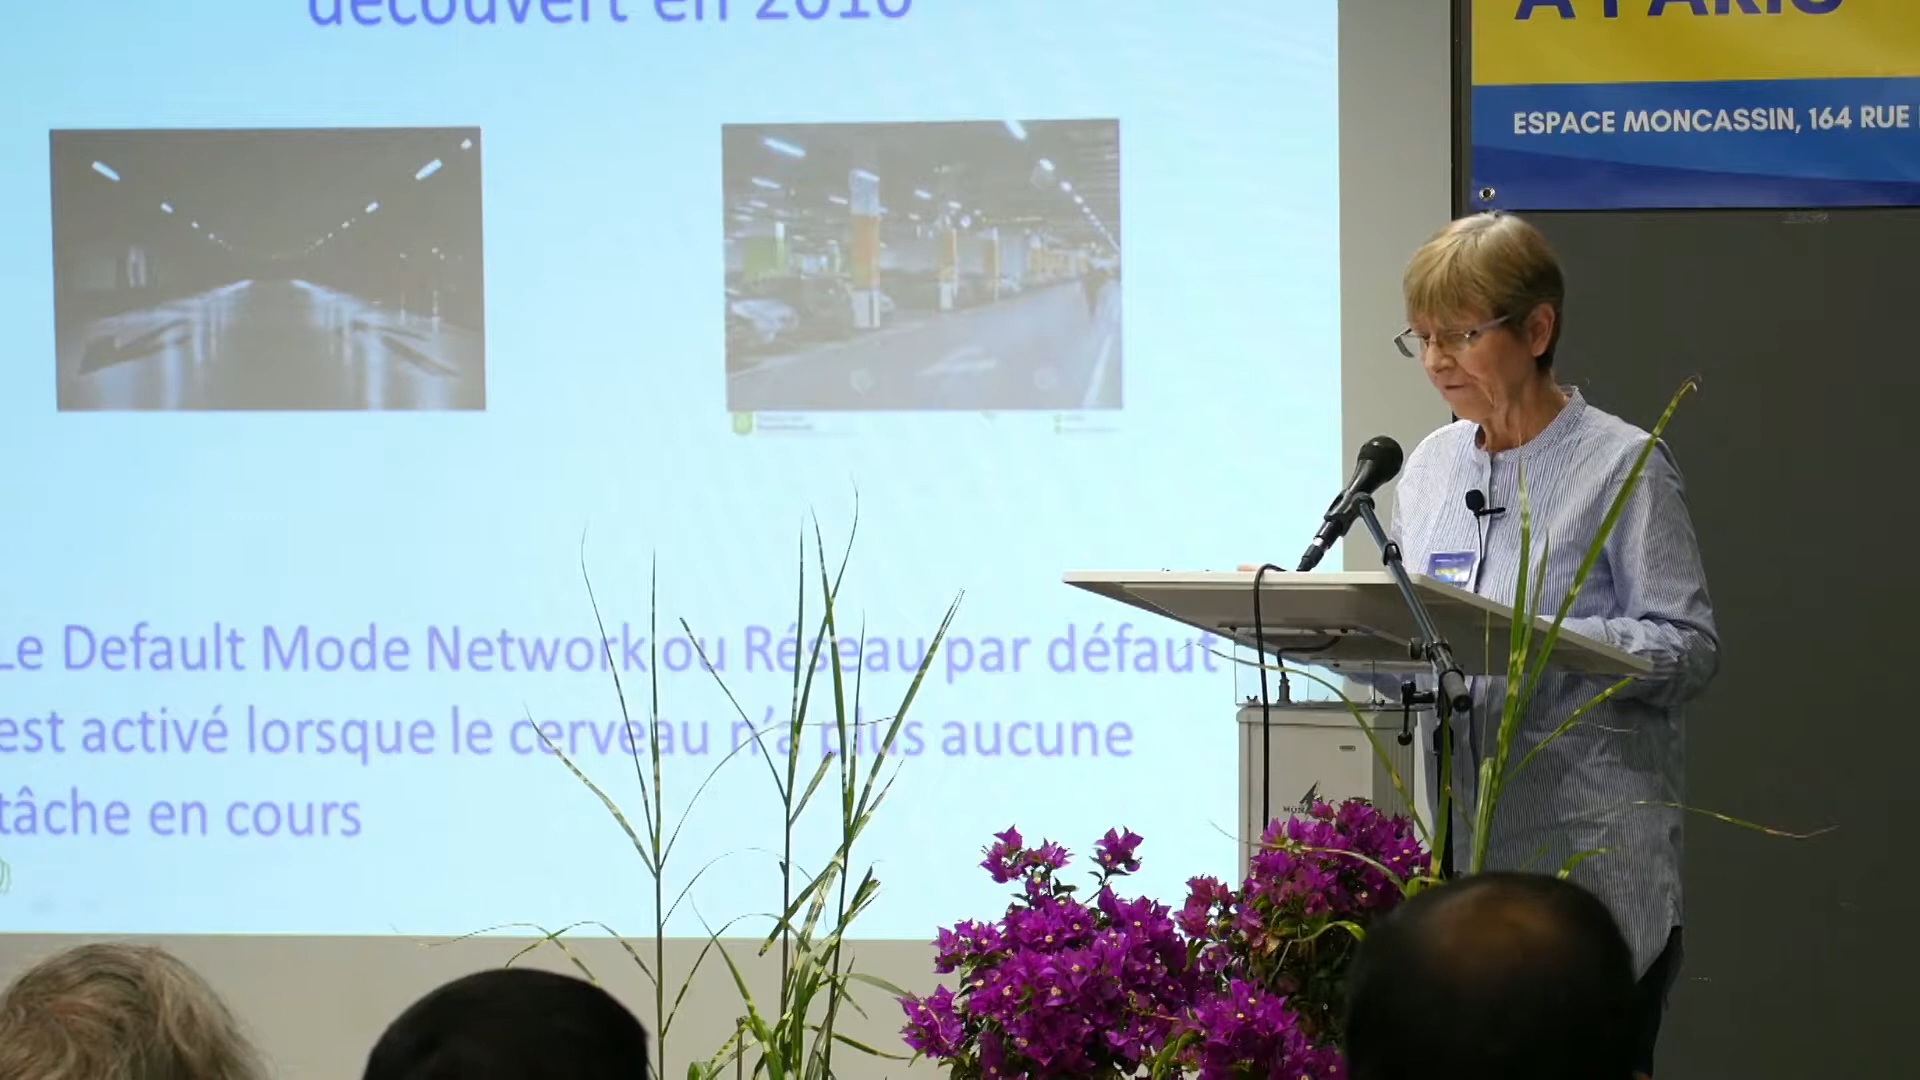 découvert en 2010
À PARIS
ESPACE MONCASSIN, 164 RUE
Le Default Mode Network ou Réseau par défaut
est activé lorsque le cerveau n'a plus aucune
tâche en cours